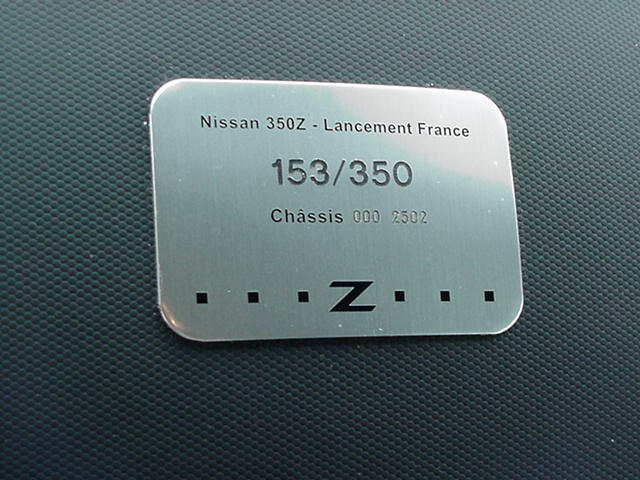 Nissan 350Z - Lancement France
153/350
Châssis 000 2502
Z